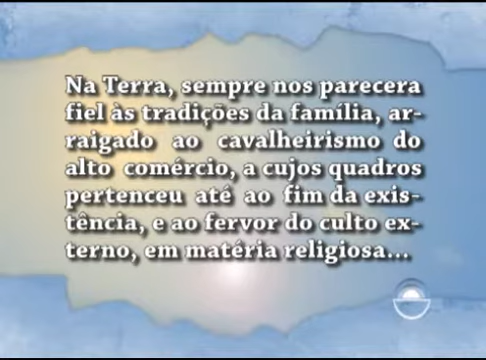 Na Terra, sempre nos parecera
fiel às tradições da família, ar-
raigado ao cavalheirismo do
alto comércio, a cujos quadros
pertenceu até ao fim da exis-
tência, e ao fervor do culto ex-
terno, em matéria religiosa...